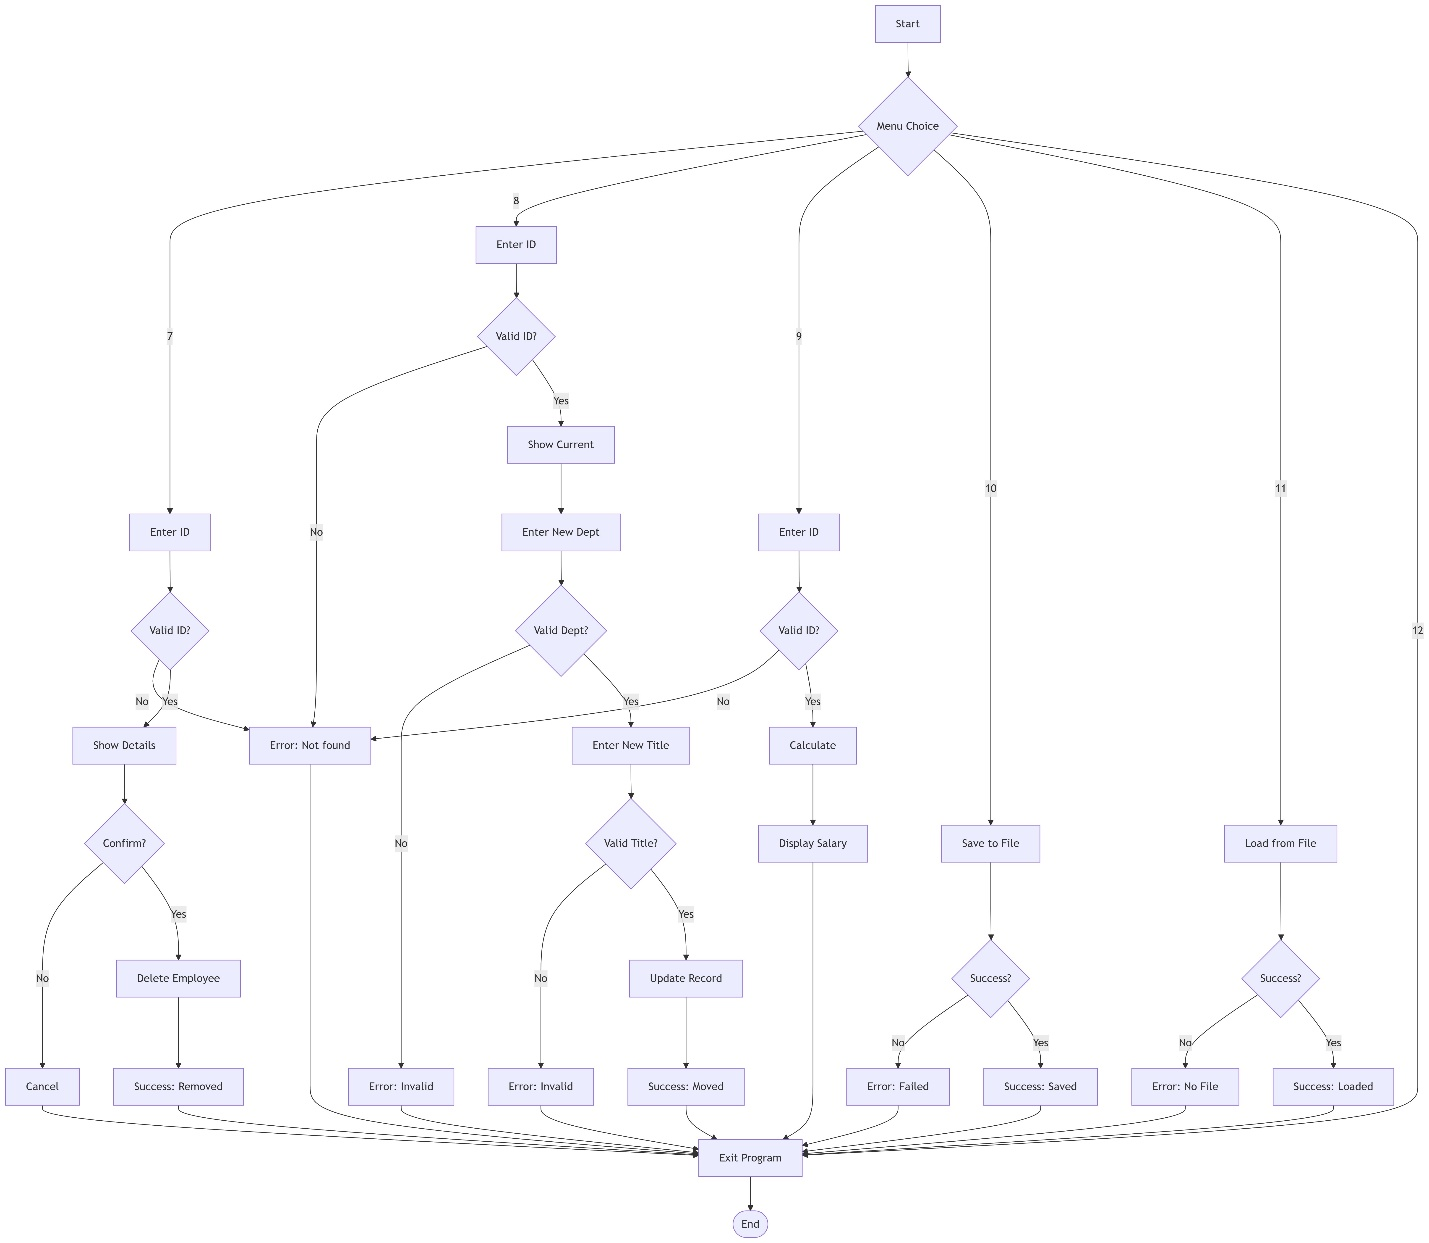 Start
Menu Choice
8
Enter ID
7
Valid ID?
9
Yes
Show Current
10
11
No
Enter ID
Enter New Dept
Enter ID
Valid ID?
Valid Dept?
Valid ID?
12
No
Yes
Yes
No
Yes
Show Details
Error: Not found
Enter New Title
Calculate
Confirm?
No
Valid Title?
Display Salary
Save to File
Load from File
Yes
Yes
No
Delete Employee
No
Update Record
Success?
Success?
No
Yes
No
Yes
Cancel
Success: Removed
Error: Invalid
Error: Invalid
Success: Moved
Error: Failed
Success: Saved
Error: No File
Success: Loaded
Exit Program
End